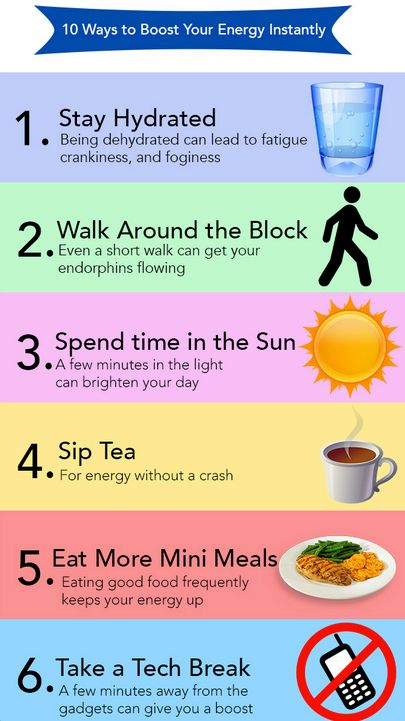 10 Ways to Boost Your Energy Instantly
1. Stay Hydrated
Being dehydrated can lead to fatigue
crankiness, and foginess
2. Walk Around the Block
Even a short walk can get your
endorphins flowing
3. Spend time in the Sun
A few minutes in the light
can brighten your day
4. Sip Tea
For energy without a crash
5. Eat More Mini Meals
Eating good food frequently
keeps your energy up
6. Take a Tech Break
A few minutes away from the
gadgets can give you a boost